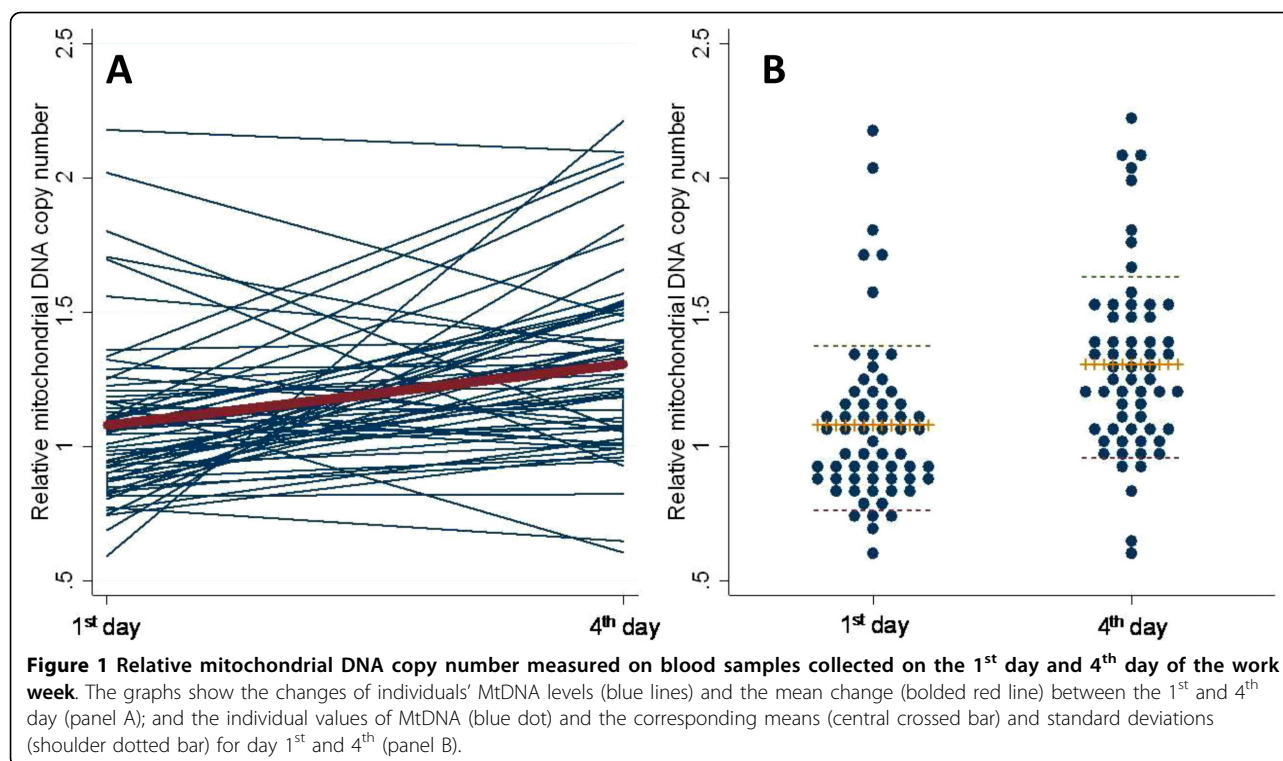 A
Relative mitochondrial DNA copy number
2.5
2
1.5
1
.5
1st day
4th day
B
Relative mitochondrial DNA copy number
2.5
2
1.5
1
.5
1st day
4th day
Figure 1 Relative mitochondrial DNA copy number measured on blood samples collected on the 1st day and 4th day of the work
week. The graphs show the changes of individuals' MtDNA levels (blue lines) and the mean change (bolded red line) between the 1st and 4th
day (panel A); and the individual values of MtDNA (blue dot) and the corresponding means (central crossed bar) and standard deviations
(shoulder dotted bar) for day 1st and 4th (panel B).